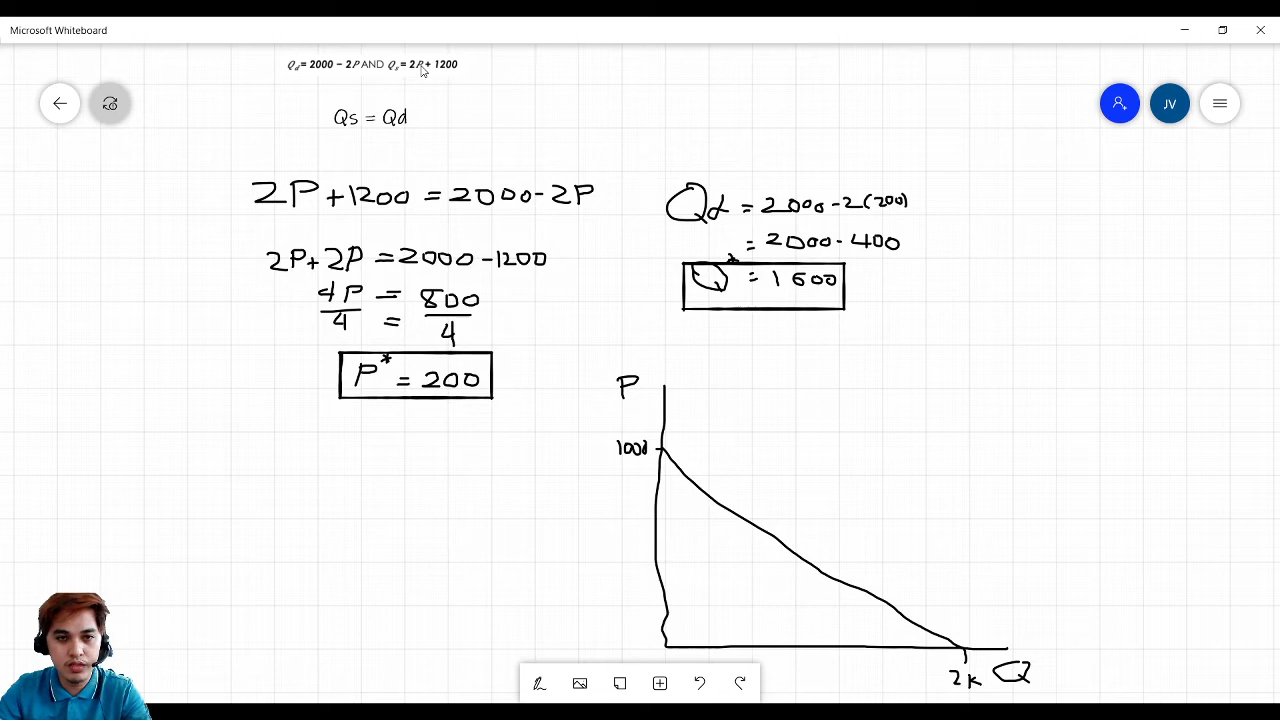 Microsoft Whiteboard
Qd = 2000 − 2P AND Qs = 2P + 1200
Qs = Qd
JV
2P + 1200 = 2000 - 2P
2P + 2P = 2000 - 1200
4P = 800
4 = 4
P* = 200
Qd = 2000 - 2(200)
= 2000 - 400
Q* = 1600
P
1000
2k Q